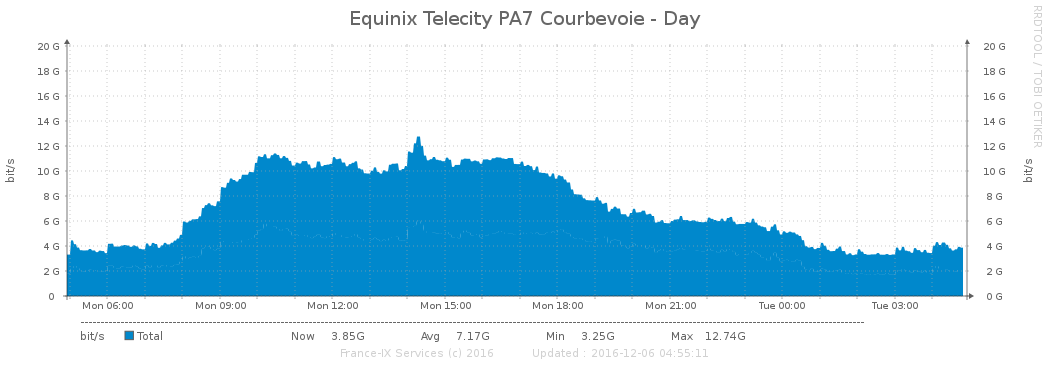 Equinix Telecity PA7 Courbevoie - Day
RRDTOOL / TOBI OETIKER
bit/s
20 G 20 G
18 G 18 G
16 G 16 G
14 G 14 G
12 G 12 G
10 G 10 G
8 G 8 G
6 G 6 G
4 G 4 G
2 G 2 G
0 0 G
bit/s
Mon 06:00 Mon 09:00 Mon 12:00 Mon 15:00 Mon 18:00 Mon 21:00 Tue 00:00 Tue 03:00
bit/s Total Now 3.85G Avg 7.17G Min 3.25G Max 12.74G
France-IX Services (c) 2016 Updated : 2016-12-06 04:55:11